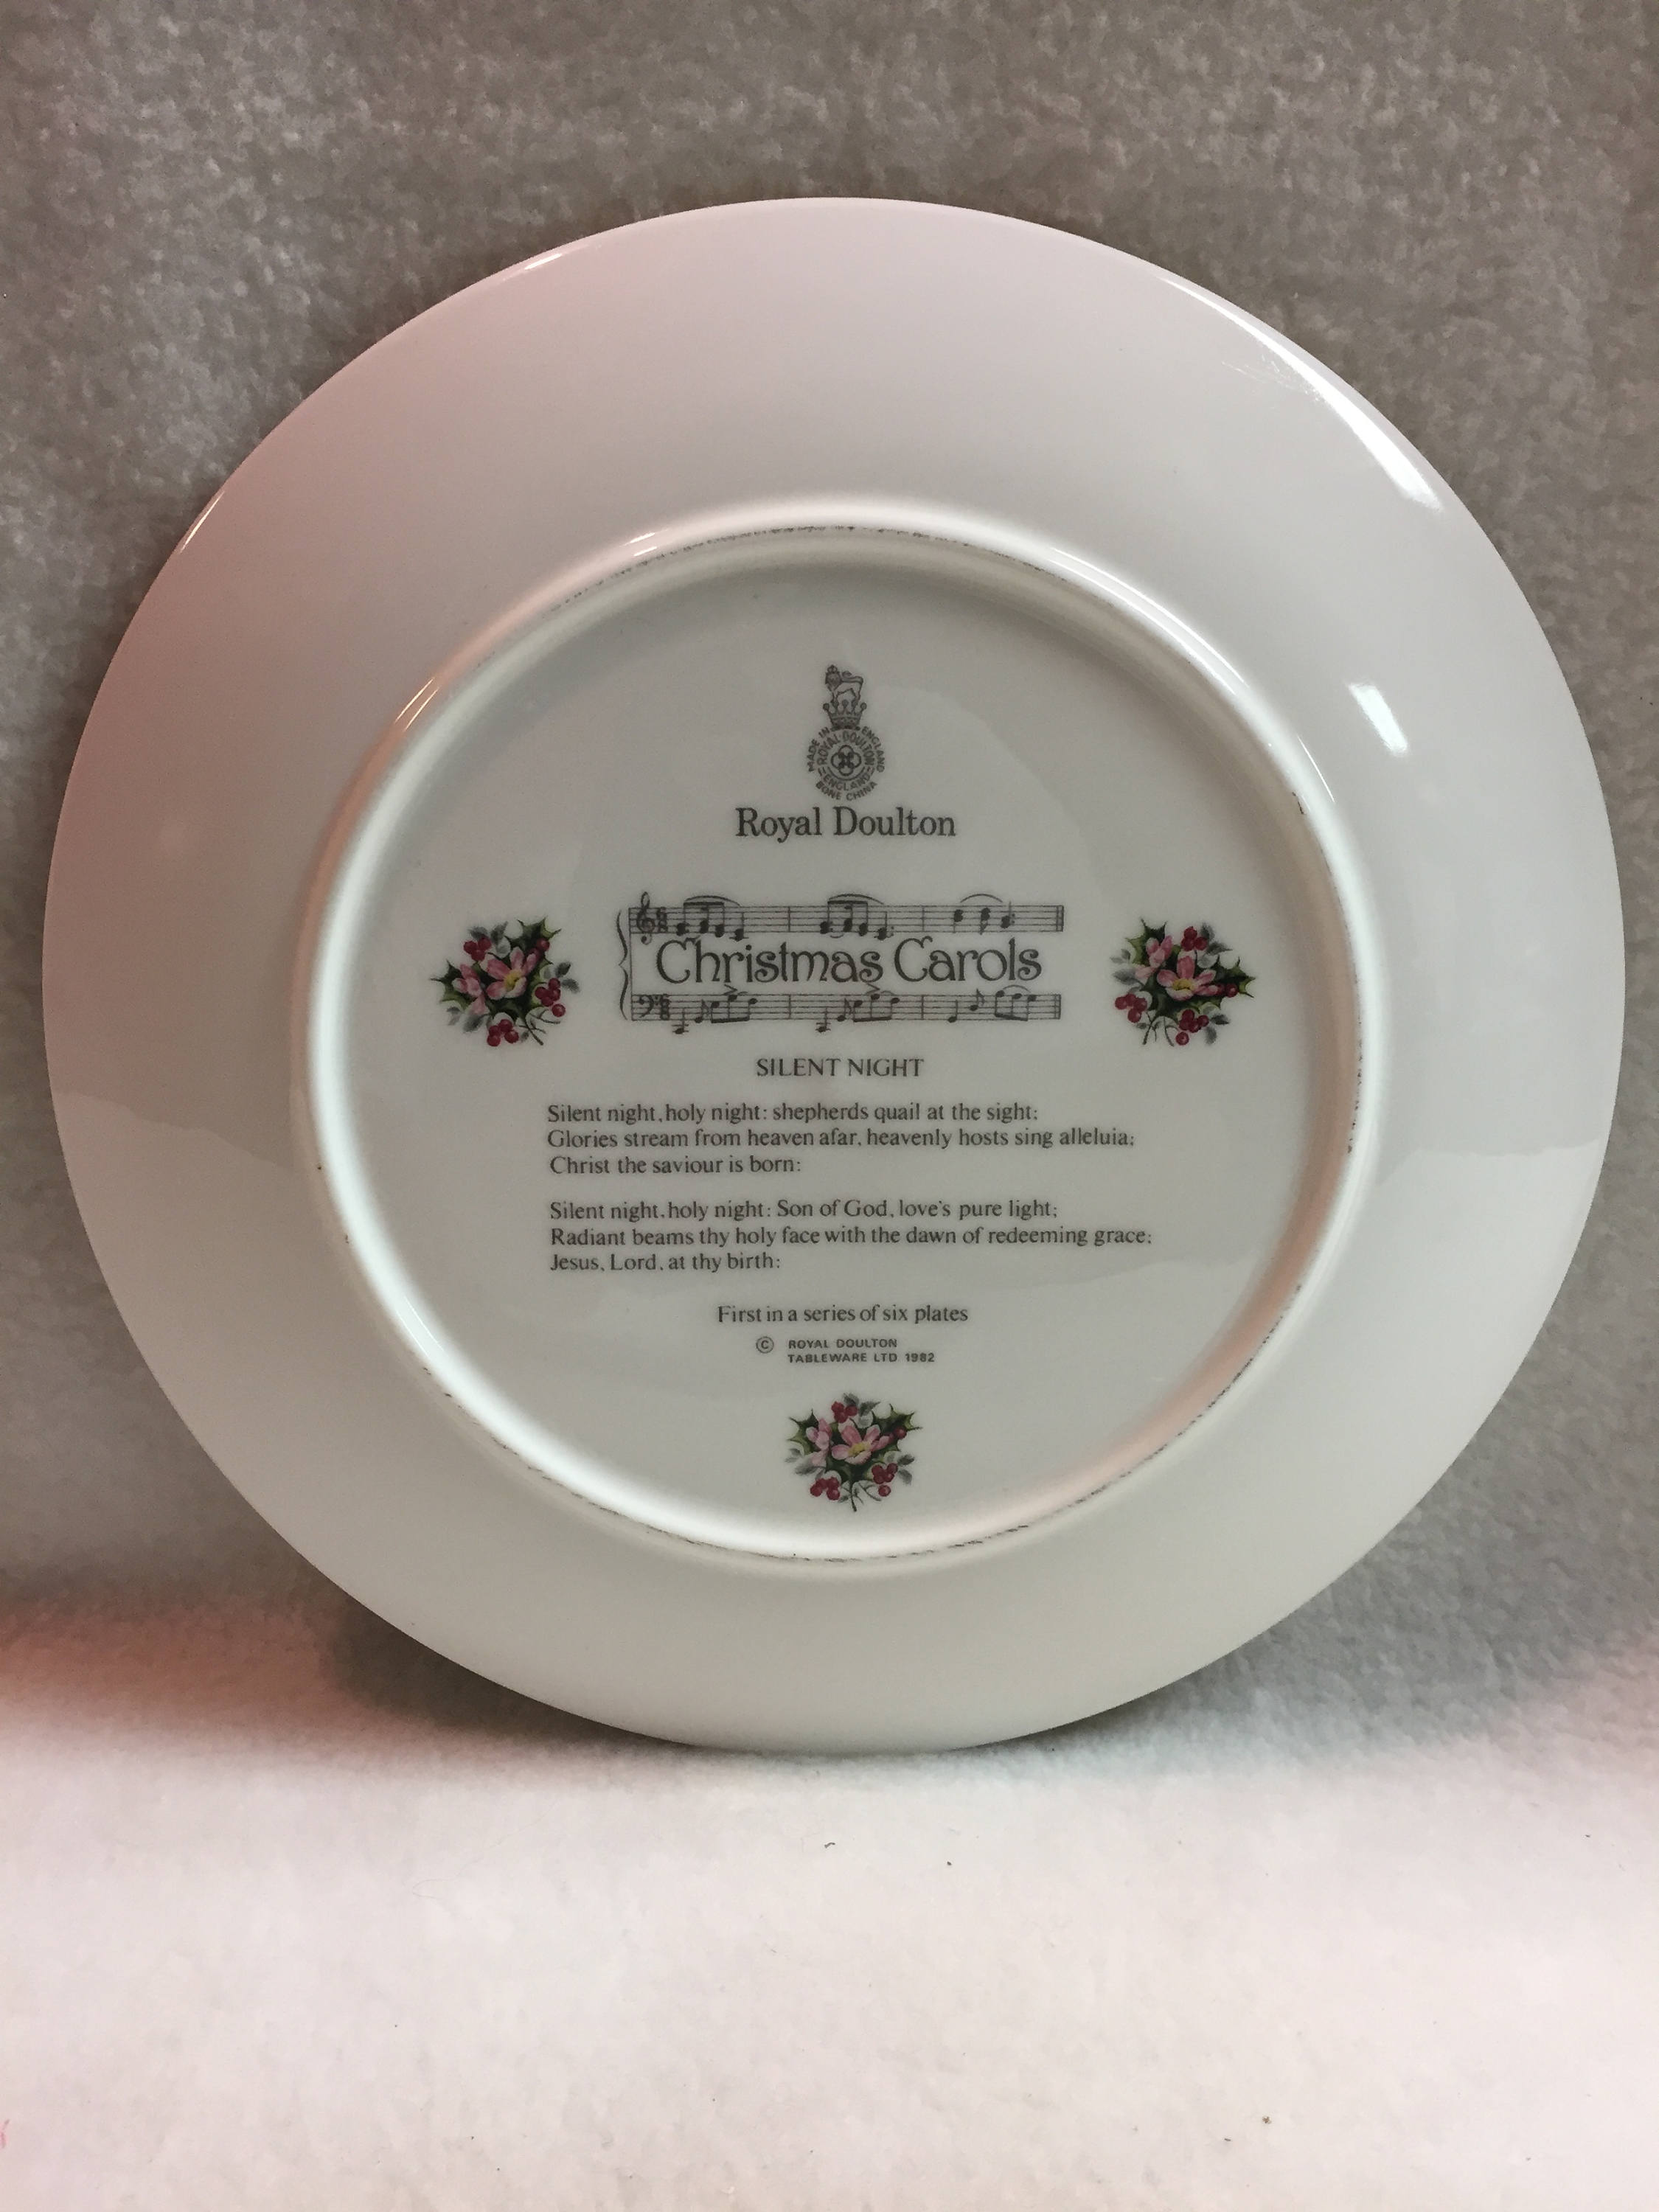 MADE IN ENGLAND
ROYAL DOULTON
ENGLAND
BONE CHINA
Royal Doulton
Christmas Carols
SILENT NIGHT
Silent night, holy night: shepherds quail at the sight:
Glories stream from heaven afar, heavenly hosts sing alleluia;
Christ the saviour is born:
Silent night, holy night: Son of God, love's pure light;
Radiant beams thy holy face with the dawn of redeeming grace;
Jesus, Lord, at thy birth:
First in a series of six plates
© ROYAL DOULTON
TABLEWARE LTD 1982